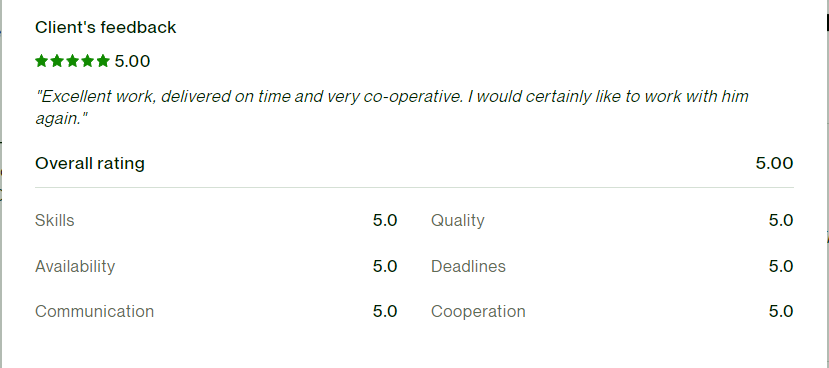 Client's feedback
5.00
"Excellent work, delivered on time and very co-operative. I would certainly like to work with him
again."
Overall rating 5.00
Skills 5.0 Quality 5.0
Availability 5.0 Deadlines 5.0
Communication 5.0 Cooperation 5.0